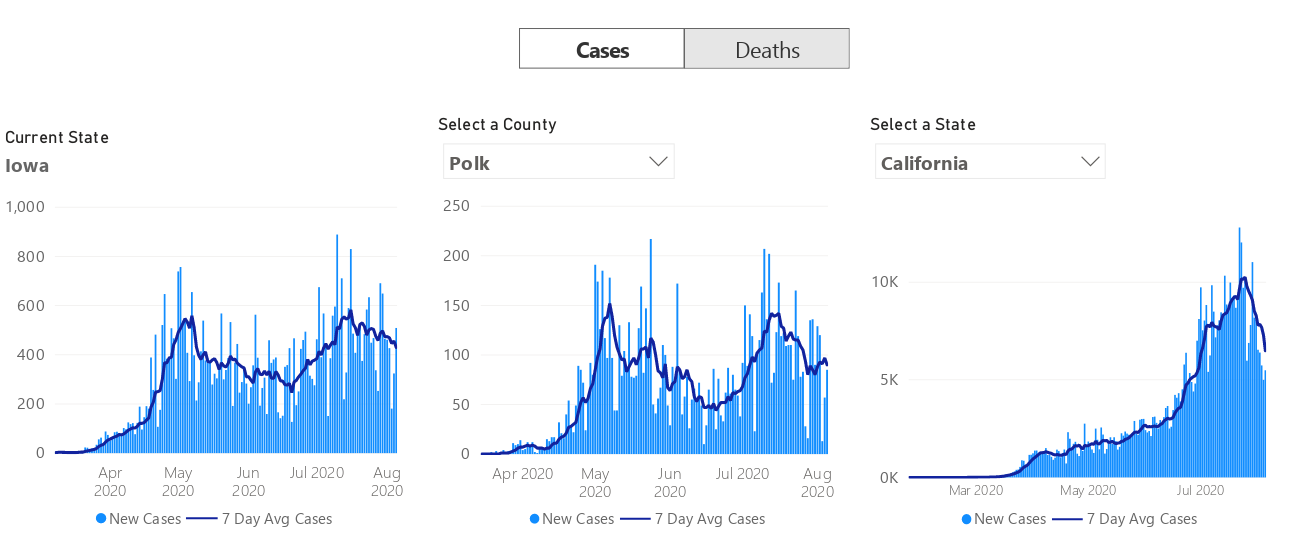 Cases Deaths
Current State
Iowa
1,000
800
600
400
200
0
Apr 2020
May 2020
Jun 2020
Jul 2020
Aug 2020
New Cases 7 Day Avg Cases
Select a County
Polk
250
200
150
100
50
0
Apr 2020
May 2020
Jun 2020
Jul 2020
Aug 2020
New Cases 7 Day Avg Cases
Select a State
California
10K
5K
0K
Mar 2020 May 2020 Jul 2020
New Cases 7 Day Avg Cases